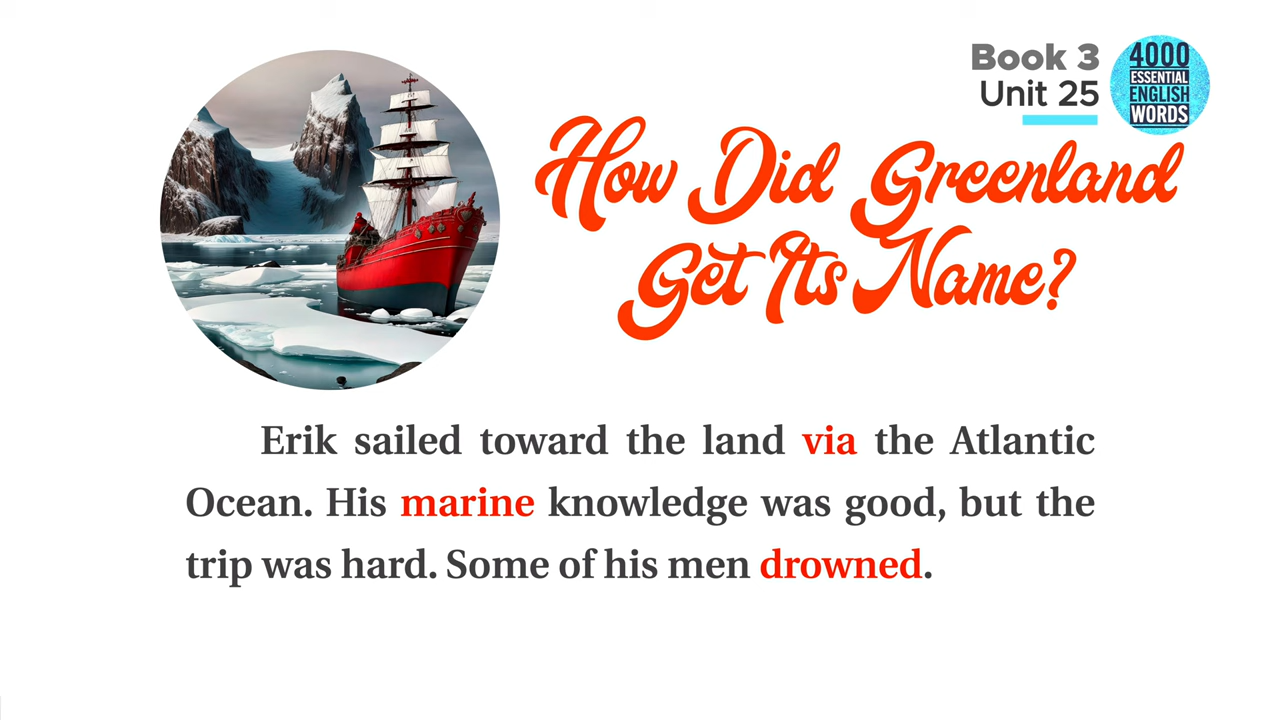 Book 3
Unit 25
4000
ESSENTIAL
ENGLISH
WORDS
How Did Greenland
Get Its Name?
Erik sailed toward the land via the Atlantic
Ocean. His marine knowledge was good, but the
trip was hard. Some of his men drowned.